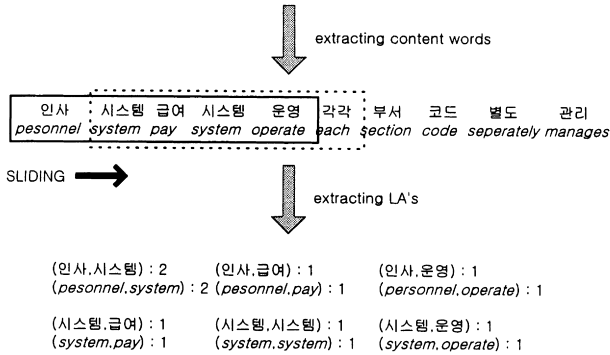 extracting content words
인사 시스템 급여 시스템 운영 각각 부서 코드 별도 관리
pesonnel system pay system operate each section code seperately manages
SLIDING
extracting LA's
(인사,시스템) : 2 (인사,급여) : 1 (인사,운영) : 1
(pesonnel,system) : 2 (pesonnel,pay) : 1 (personnel,operate) : 1
(시스템,급여) : 1 (시스템,시스템) : 1 (시스템,운영) : 1
(system,pay) : 1 (system,system) : 1 (system,operate) : 1